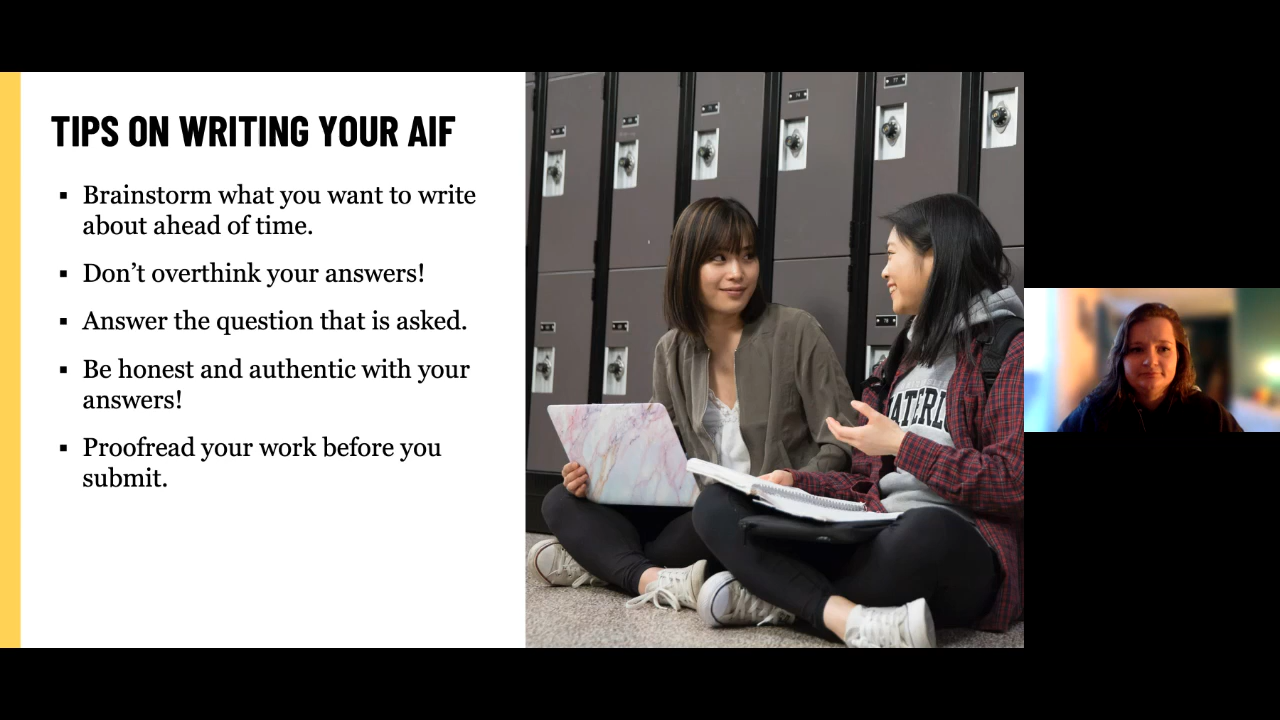 TIPS ON WRITING YOUR AIF
▪ Brainstorm what you want to write
about ahead of time.
▪ Don’t overthink your answers!
▪ Answer the question that is asked.
▪ Be honest and authentic with your
answers!
▪ Proofread your work before you
submit.